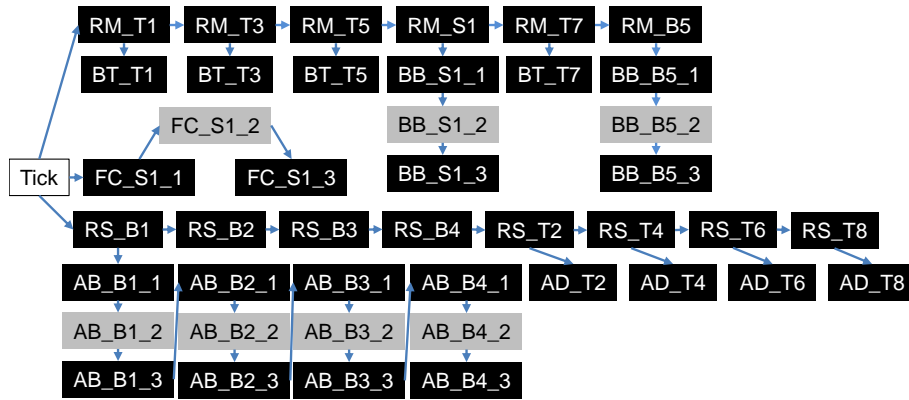 RM_T1 RM_T3 RM_T5 RM_S1 RM_T7 RM_B5
BT_T1 BT_T3 BT_T5 BB_S1_1 BT_T7 BB_B5_1
FC_S1_2 BB_S1_2 BB_B5_2
Tick FC_S1_1 FC_S1_3 BB_S1_3 BB_B5_3
RS_B1 RS_B2 RS_B3 RS_B4 RS_T2 RS_T4 RS_T6 RS_T8
AB_B1_1 AB_B2_1 AB_B3_1 AB_B4_1 AD_T2 AD_T4 AD_T6 AD_T8
AB_B1_2 AB_B2_2 AB_B3_2 AB_B4_2
AB_B1_3 AB_B2_3 AB_B3_3 AB_B4_3